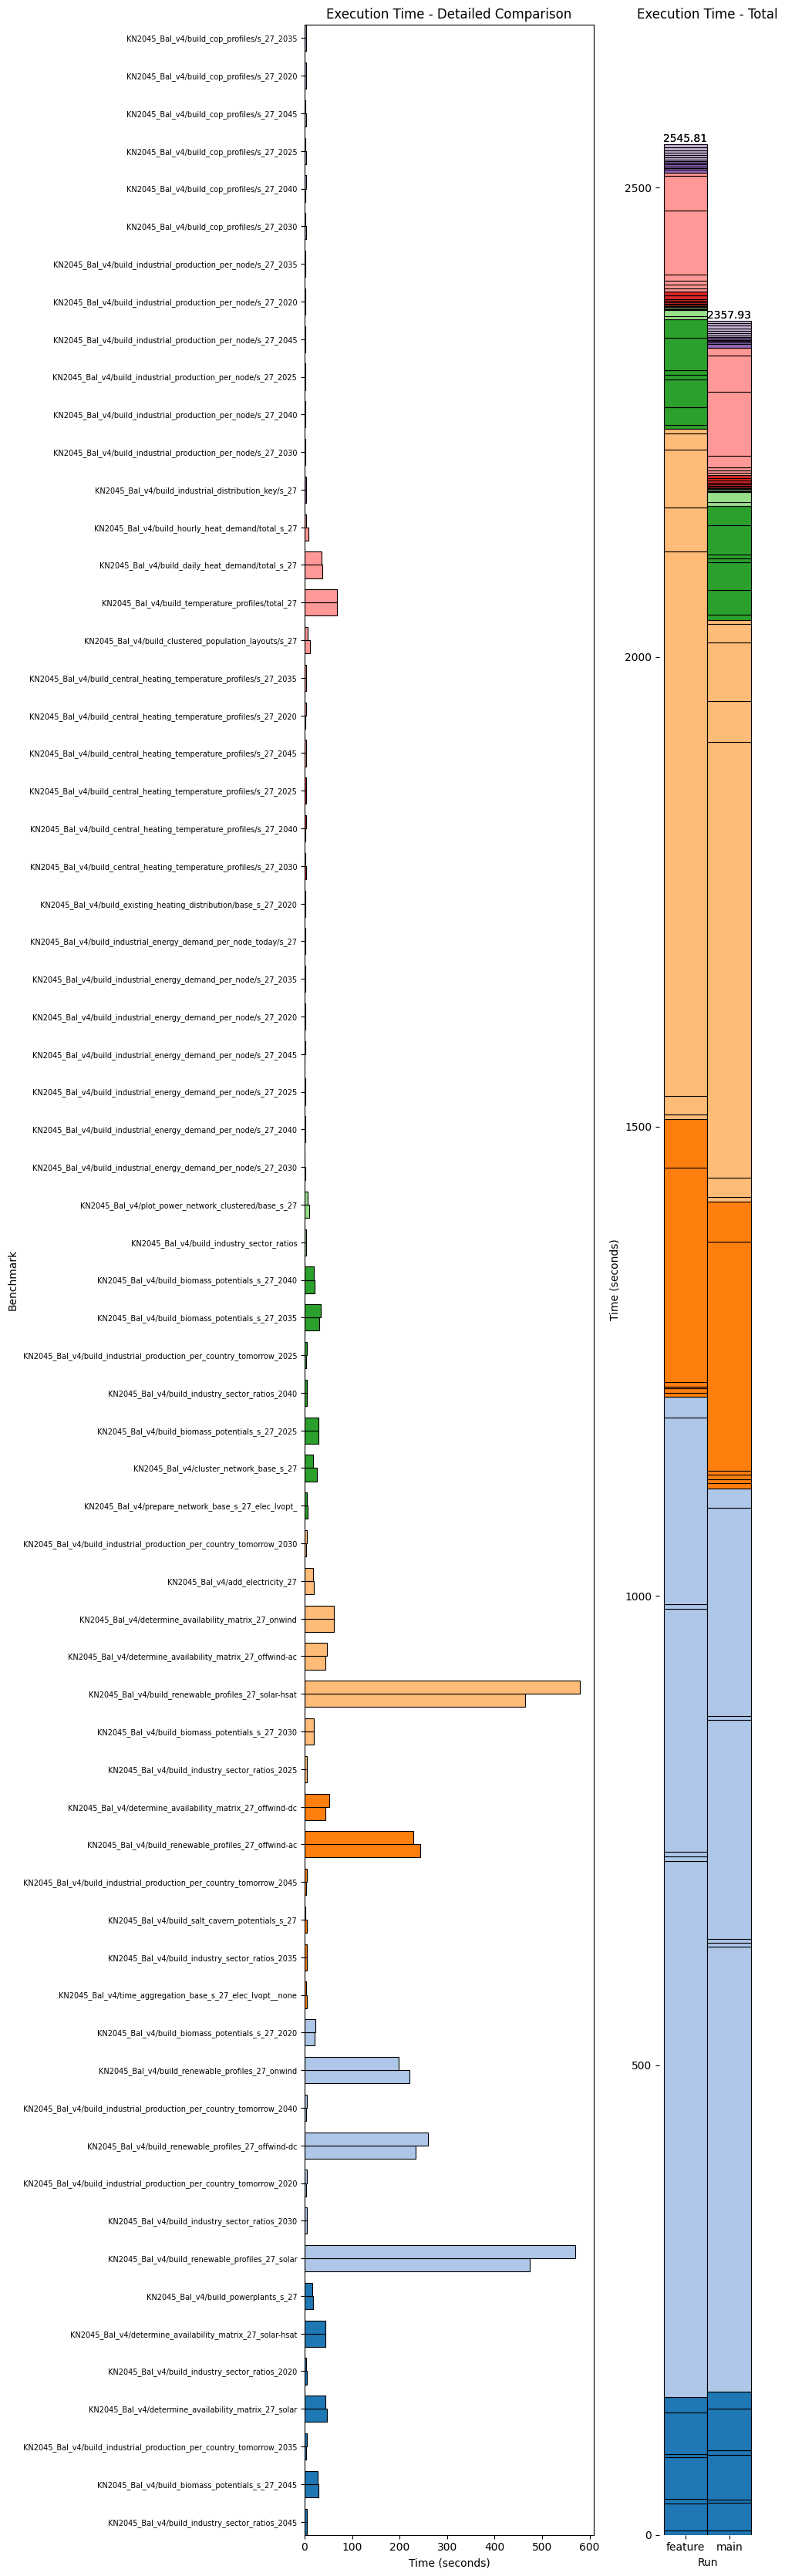 Execution Time - Detailed Comparison
Execution Time - Total
KN2045_Bal_v4/build_cop_profiles/s_27_2035
KN2045_Bal_v4/build_cop_profiles/s_27_2020
KN2045_Bal_v4/build_cop_profiles/s_27_2045
KN2045_Bal_v4/build_cop_profiles/s_27_2025
KN2045_Bal_v4/build_cop_profiles/s_27_2040
KN2045_Bal_v4/build_cop_profiles/s_27_2030
KN2045_Bal_v4/build_industrial_production_per_node/s_27_2035
KN2045_Bal_v4/build_industrial_production_per_node/s_27_2020
KN2045_Bal_v4/build_industrial_production_per_node/s_27_2045
KN2045_Bal_v4/build_industrial_production_per_node/s_27_2025
KN2045_Bal_v4/build_industrial_production_per_node/s_27_2040
KN2045_Bal_v4/build_industrial_production_per_node/s_27_2030
KN2045_Bal_v4/build_industrial_distribution_key/s_27
KN2045_Bal_v4/build_hourly_heat_demand/total_s_27
KN2045_Bal_v4/build_daily_heat_demand/total_s_27
KN2045_Bal_v4/build_temperature_profiles/total_27
KN2045_Bal_v4/build_clustered_population_layouts/s_27
KN2045_Bal_v4/build_central_heating_temperature_profiles/s_27_2035
KN2045_Bal_v4/build_central_heating_temperature_profiles/s_27_2020
KN2045_Bal_v4/build_central_heating_temperature_profiles/s_27_2045
KN2045_Bal_v4/build_central_heating_temperature_profiles/s_27_2025
KN2045_Bal_v4/build_central_heating_temperature_profiles/s_27_2040
KN2045_Bal_v4/build_central_heating_temperature_profiles/s_27_2030
KN2045_Bal_v4/build_existing_heating_distribution/base_s_27_2020
KN2045_Bal_v4/build_industrial_energy_demand_per_node_today/s_27
KN2045_Bal_v4/build_industrial_energy_demand_per_node/s_27_2035
KN2045_Bal_v4/build_industrial_energy_demand_per_node/s_27_2020
KN2045_Bal_v4/build_industrial_energy_demand_per_node/s_27_2045
KN2045_Bal_v4/build_industrial_energy_demand_per_node/s_27_2025
KN2045_Bal_v4/build_industrial_energy_demand_per_node/s_27_2040
KN2045_Bal_v4/build_industrial_energy_demand_per_node/s_27_2030
KN2045_Bal_v4/plot_power_network_clustered/base_s_27
KN2045_Bal_v4/build_industry_sector_ratios
KN2045_Bal_v4/build_biomass_potentials_s_27_2040
KN2045_Bal_v4/build_biomass_potentials_s_27_2035
KN2045_Bal_v4/build_industrial_production_per_country_tomorrow_2025
KN2045_Bal_v4/build_industry_sector_ratios_2040
KN2045_Bal_v4/build_biomass_potentials_s_27_2025
KN2045_Bal_v4/cluster_network_base_s_27
KN2045_Bal_v4/prepare_network_base_s_27_elec_lvopt_
KN2045_Bal_v4/build_industrial_production_per_country_tomorrow_2030
KN2045_Bal_v4/add_electricity_27
KN2045_Bal_v4/determine_availability_matrix_27_onwind
KN2045_Bal_v4/determine_availability_matrix_27_offwind-ac
KN2045_Bal_v4/build_renewable_profiles_27_solar-hsat
KN2045_Bal_v4/build_biomass_potentials_s_27_2030
KN2045_Bal_v4/build_industry_sector_ratios_2025
KN2045_Bal_v4/determine_availability_matrix_27_offwind-dc
KN2045_Bal_v4/build_renewable_profiles_27_offwind-ac
KN2045_Bal_v4/build_industrial_production_per_country_tomorrow_2045
KN2045_Bal_v4/build_salt_cavern_potentials_s_27
KN2045_Bal_v4/build_industry_sector_ratios_2035
KN2045_Bal_v4/time_aggregation_base_s_27_elec_lvopt__none
KN2045_Bal_v4/build_biomass_potentials_s_27_2020
KN2045_Bal_v4/build_renewable_profiles_27_onwind
KN2045_Bal_v4/build_industrial_production_per_country_tomorrow_2040
KN2045_Bal_v4/build_renewable_profiles_27_offwind-dc
KN2045_Bal_v4/build_industrial_production_per_country_tomorrow_2020
KN2045_Bal_v4/build_industry_sector_ratios_2030
KN2045_Bal_v4/build_renewable_profiles_27_solar
KN2045_Bal_v4/build_powerplants_s_27
KN2045_Bal_v4/determine_availability_matrix_27_solar-hsat
KN2045_Bal_v4/build_industry_sector_ratios_2020
KN2045_Bal_v4/determine_availability_matrix_27_solar
KN2045_Bal_v4/build_industrial_production_per_country_tomorrow_2035
KN2045_Bal_v4/build_biomass_potentials_s_27_2045
KN2045_Bal_v4/build_industry_sector_ratios_2045
Benchmark
0 100 200 300 400 500 600
Time (seconds)
2545.81
2357.93
2500
2000
1500
1000
500
0
Time (seconds)
feature main
Run